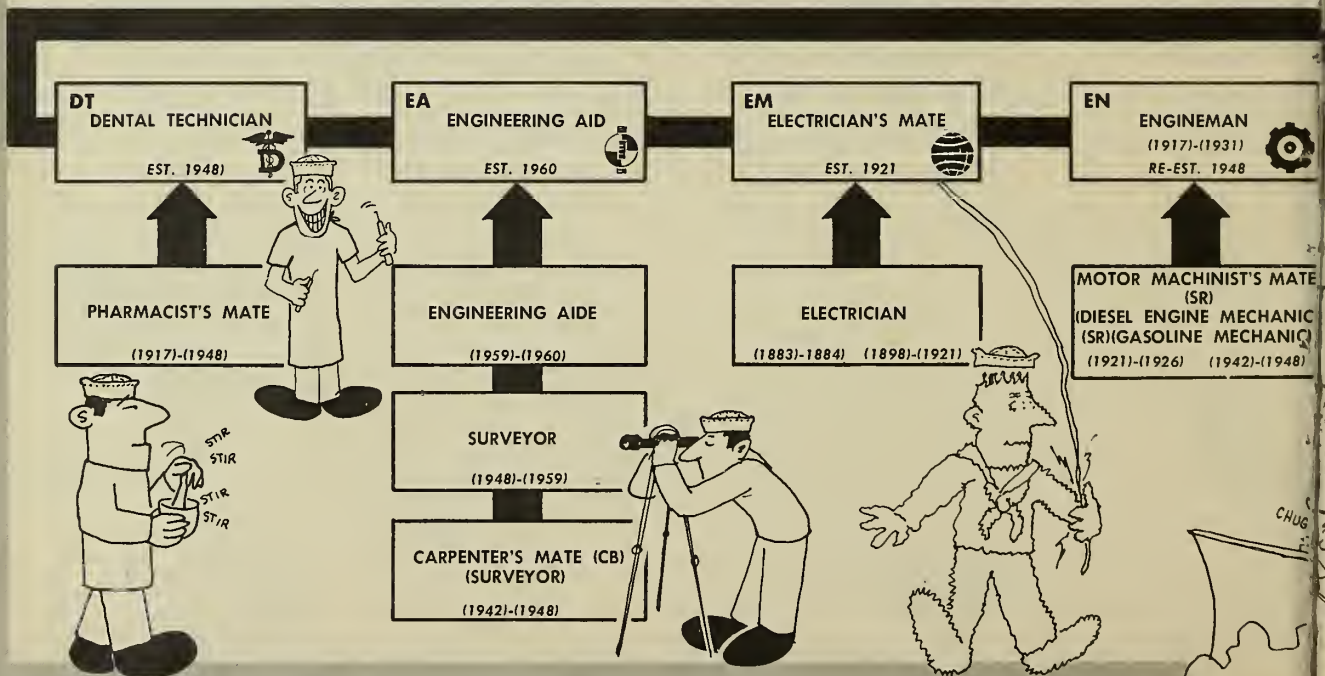 DT
DENTAL TECHNICIAN
D
EST. 1948)
PHARMACIST'S MATE
(1917)-(1948)
STIR
STIR
STIR
STIR
EA
ENGINEERING AID
EST. 1960
ENGINEERING AIDE
(1959)-(1960)
SURVEYOR
(1948)-(1959)
CARPENTER'S MATE (CB)
(SURVEYOR)
(1942)-(1948)
EM
ELECTRICIAN'S MATE
EST. 1921
ELECTRICIAN
(1883)-1884) (1898)-(1921)
EN
ENGINEMAN
(1917)-(1931)
RE-EST. 1948
MOTOR MACHINIST'S MATE
(SR)
(DIESEL ENGINE MECHANIC
(SR)(GASOLINE MECHANIC)
(1921)-(1926) (1942)-(1948)
CHUG